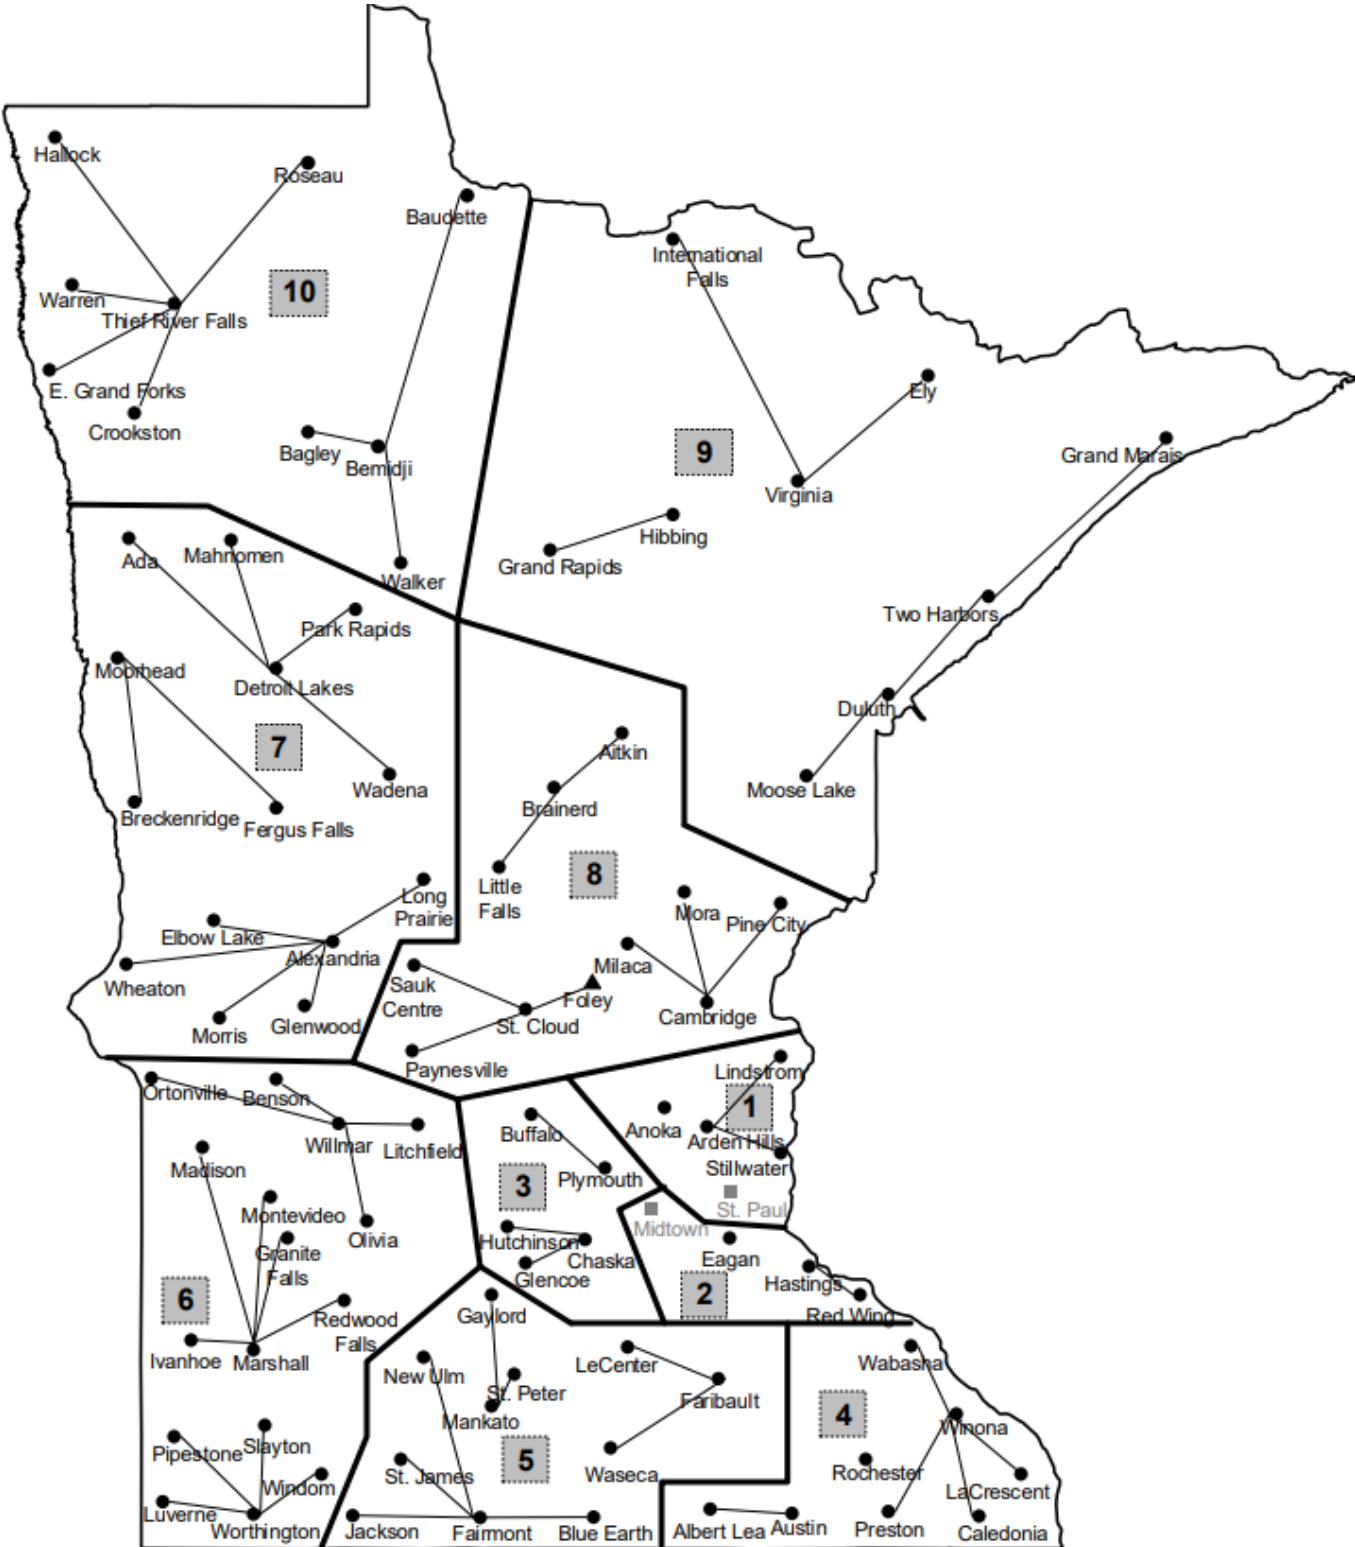 Hallock
Roseau
Baudette
International
Falls
10
Warren
Thief River Falls
E. Grand Forks
Crookston
Ely
Bagley
Bemidji
9
Grand Marais
Virginia
Hibbing
Grand Rapids
Ada
Mahnomen
Walker
Park Rapids
Two Harbors
Moorhead
Detroit Lakes
Duluth
7
Aitkin
Wadena
Moose Lake
Brainerd
Breckenridge
Fergus Falls
8
Little
Falls
Long
Prairie
Mora
Pine City
Elbow Lake
Alexandria
Milaca
Wheaton
Sauk
Centre
Foley
Cambridge
Morris
Glenwood
St. Cloud
Paynesville
Lindstrom
Ortonville
Benson
1
Buffalo
Anoka
Arden Hills
Willmar
Litchfield
Madison
Stillwater
Plymouth
3
St. Paul
Montevideo
Midtown
Olivia
Granite
Falls
Hutchinson
Chaska
Eagan
Glencoe
Hastings
6
2
Redwood
Falls
Gaylord
Red Wing
Ivanhoe
Marshall
LeCenter
Wabasha
New Ulm
St. Peter
Faribault
Mankato
4
Winona
Pipestone
Slayton
5
St. James
Waseca
Rochester
Windom
LaCrescent
Luverne
Worthington
Jackson
Fairmont
Blue Earth
Albert Lea
Austin
Preston
Caledonia